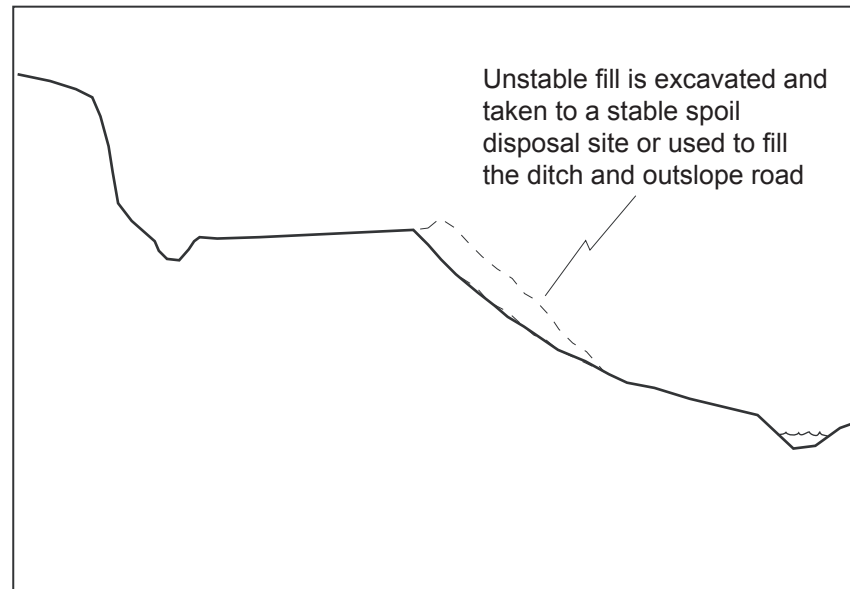 Unstable fill is excavated and
taken to a stable spoil
disposal site or used to fill
the ditch and outslope road